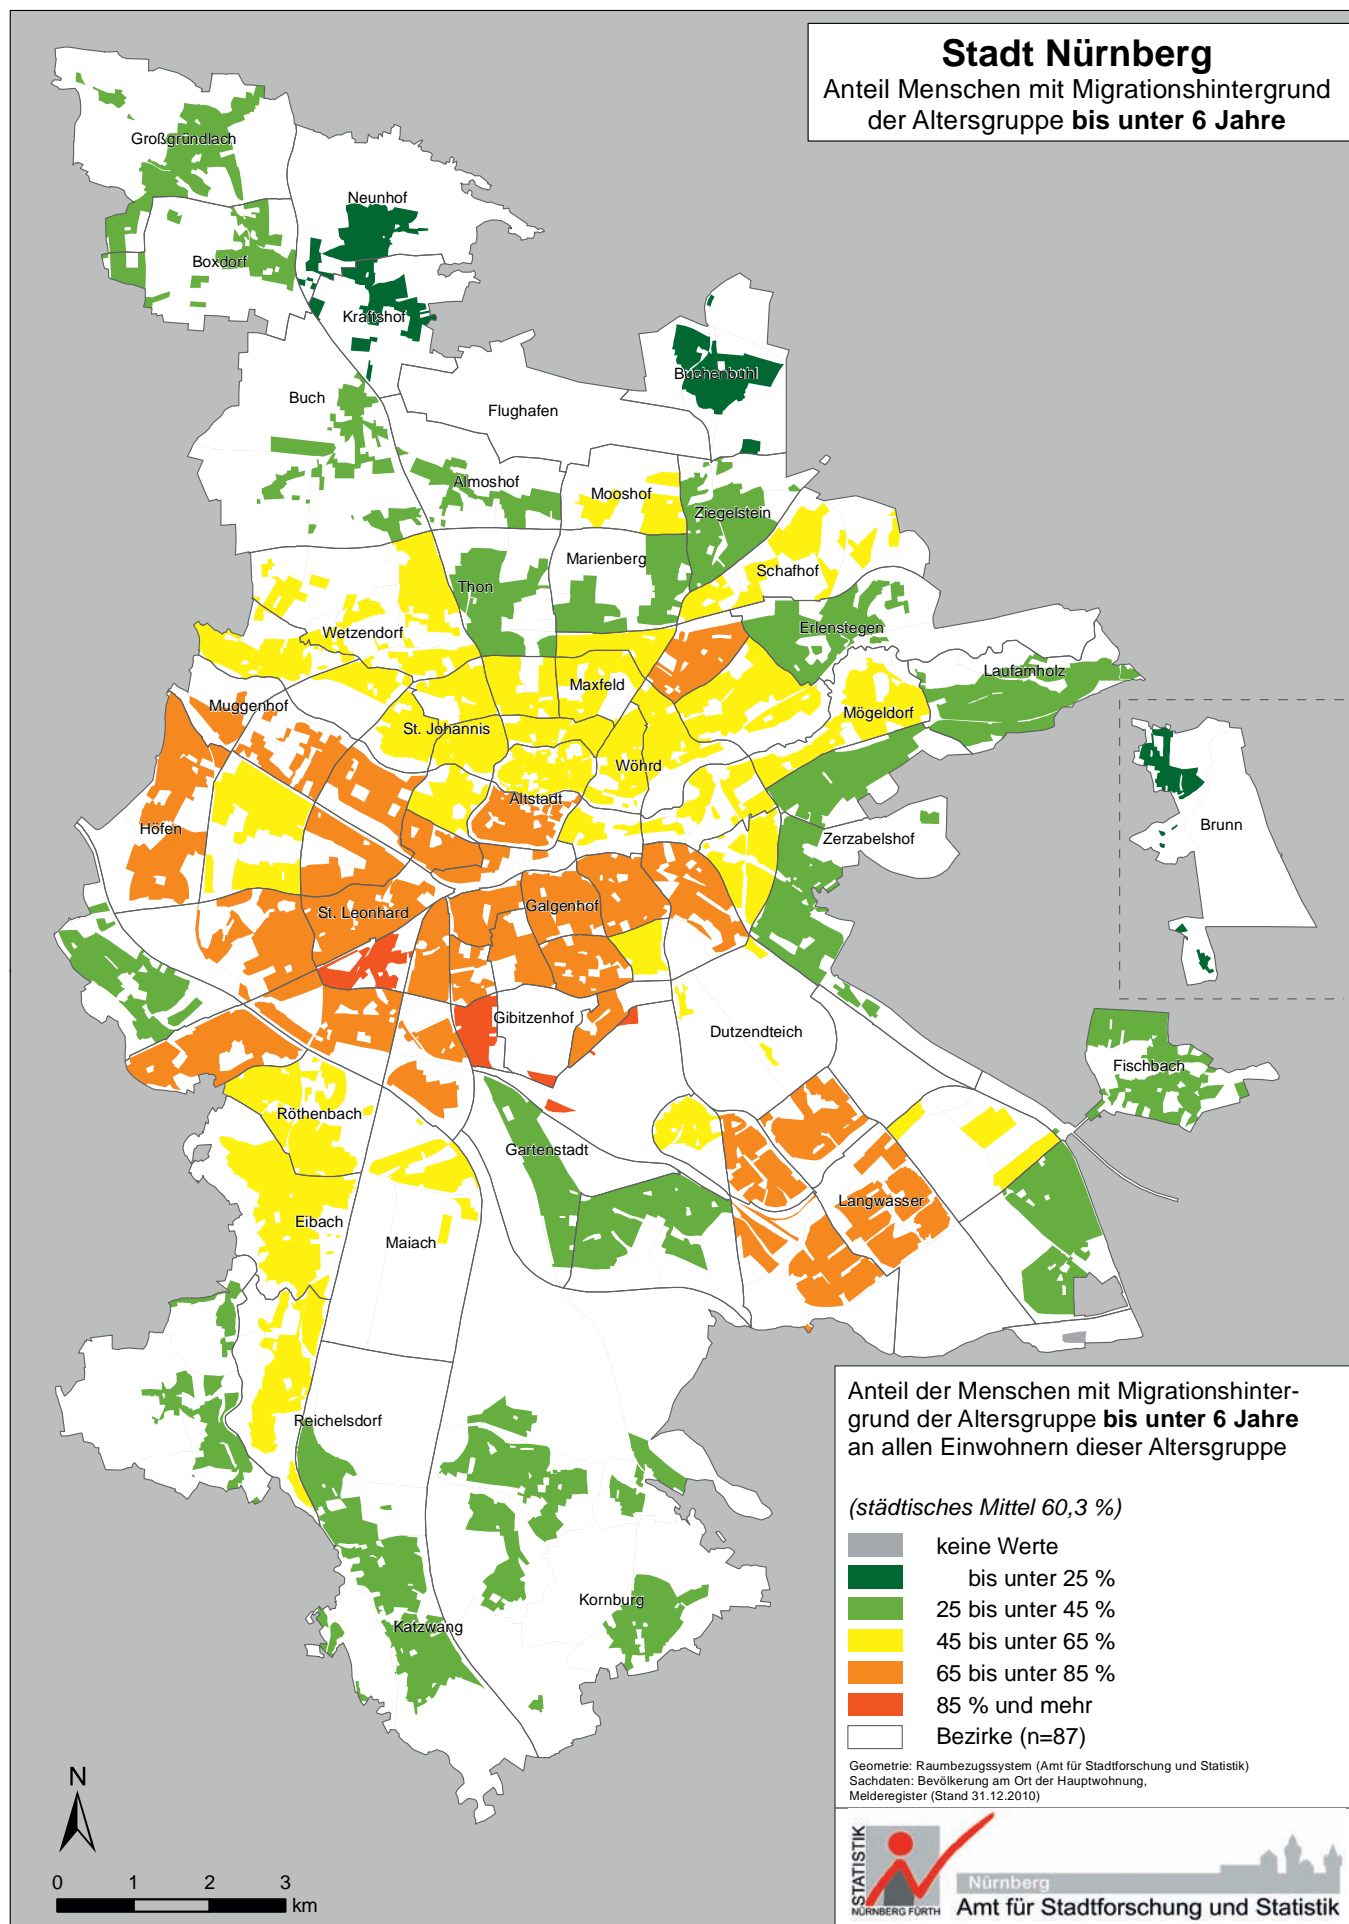 Stadt Nürnberg
Anteil Menschen mit Migrationshintergrund
der Altersgruppe bis unter 6 Jahre
Großgründlach
Neunhof
Boxdorf
Kraftshof
Buchenbühl
Buch
Flughafen
Almoshof
Mooshof
Ziegelstein
Marienberg
Schafhof
Thon
Wetzendorf
Erlenstegen
Laufamholz
Maxfeld
Muggenhof
Mögeldorf
St. Johannis
Wöhrd
Altstadt
Höfen
Zerzabelshof
Brunn
St. Leonhard
Galgenhof
Gibitzenhof
Dutzendteich
Fischbach
Röthenbach
Gartenstadt
Langwasser
Eibach
Maiach
Reichelsdorf
Kornburg
Katzwang
Anteil der Menschen mit Migrationshinter-
grund der Altersgruppe bis unter 6 Jahre
an allen Einwohnern dieser Altersgruppe
(städtisches Mittel 60,3 %)
keine Werte
bis unter 25 %
25 bis unter 45 %
45 bis unter 65 %
65 bis unter 85 %
85 % und mehr
Bezirke (n=87)
Geometrie: Raumbezugssystem (Amt für Stadtforschung und Statistik)
Sachdaten: Bevölkerung am Ort der Hauptwohnung,
Melderegister (Stand 31.12.2010)
N
0 1 2 3
km
STATISTIK
NÜRNBERG FÜRTH
Nürnberg
Amt für Stadtforschung und Statistik